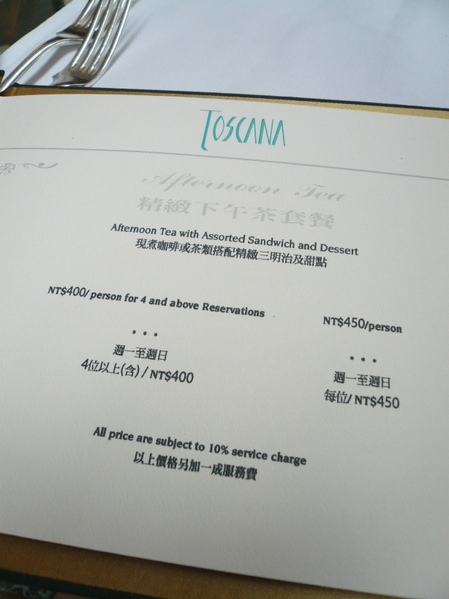 TOSCANA
Afternoon Tea
精緻下午茶套餐
Afternoon Tea with Assorted Sandwich and Dessert
現煮咖啡或茶類搭配精緻三明治及甜點
NT$400/ person for 4 and above Reservations
• • •
週一至週日
4位以上(含) / NT$400
NT$450/person
• • •
週一至週日
每位/ NT$450
All price are subject to 10% service charge
以上價格另加一成服務費